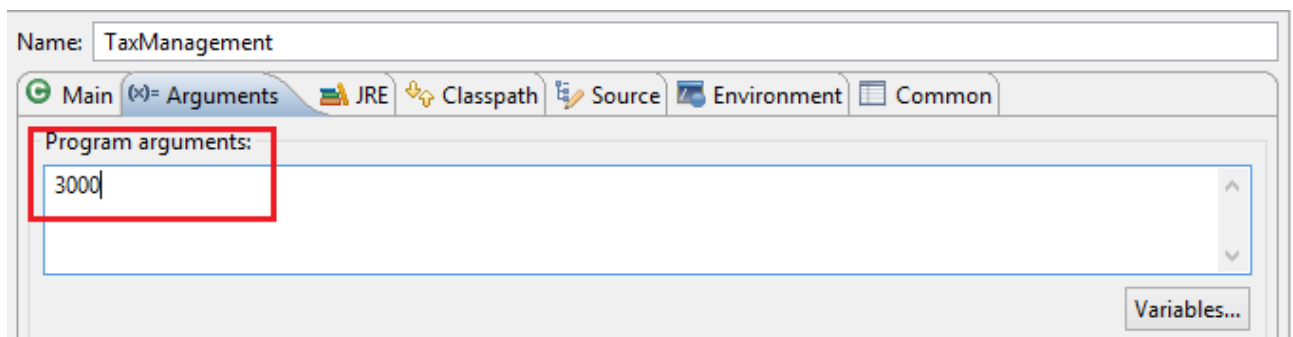 Name: TaxManagement
Main (x)= Arguments JRE Classpath Source Environment Common
Program arguments:
3000
Variables...